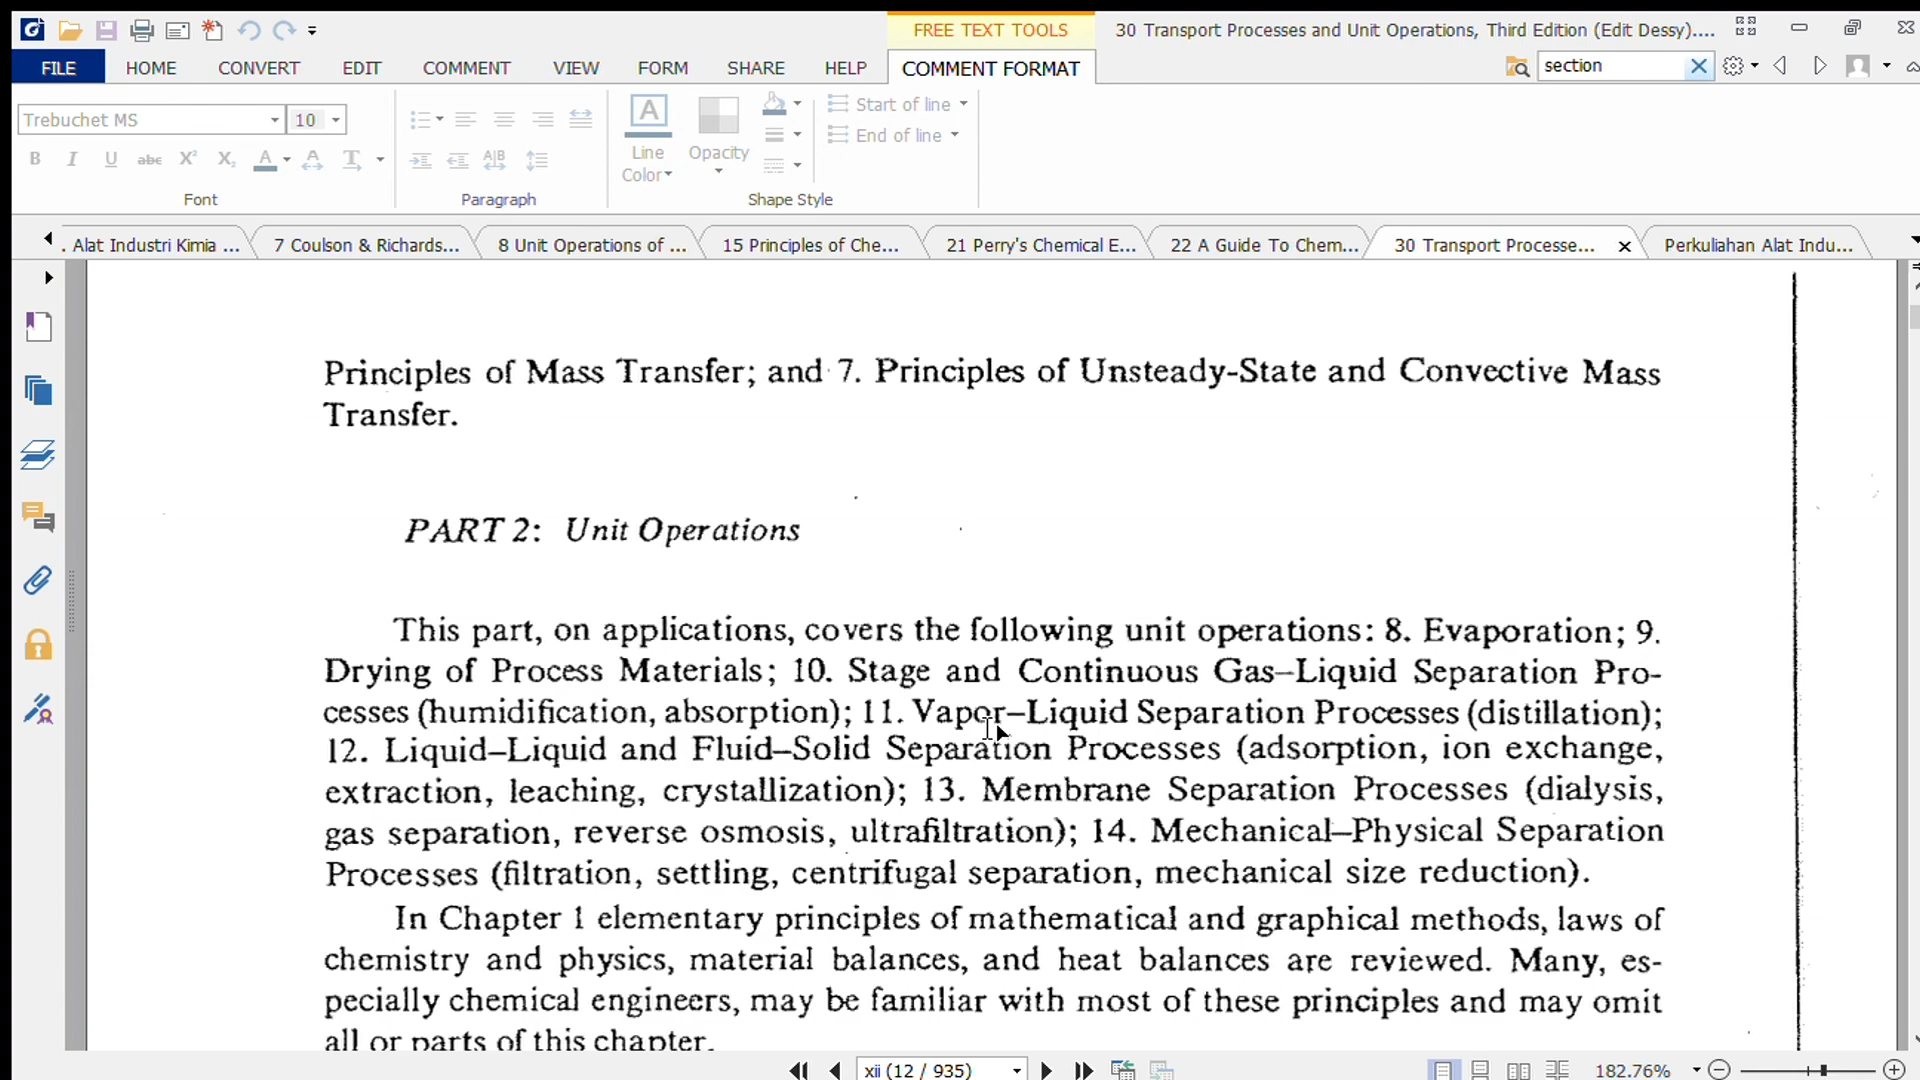 FREE TEXT TOOLS
30 Transport Processes and Unit Operations, Third Edition (Edit Dessy)....
FILE HOME CONVERT EDIT COMMENT VIEW FORM SHARE HELP COMMENT FORMAT section
Trebuchet MS 10
Start of line
End of line
B I U abc X² X₂ A A T
A
A|B
Line Color
Opacity
Font Paragraph Shape Style
. Alat Industri Kimia ... 7 Coulson & Richards... 8 Unit Operations of ... 15 Principles of Che... 21 Perry's Chemical E... 22 A Guide To Chem... 30 Transport Processe... Perkuliahan Alat Indu...
Principles of Mass Transfer; and 7. Principles of Unsteady-State and Convective Mass
Transfer.
PART 2: Unit Operations
This part, on applications, covers the following unit operations: 8. Evaporation; 9.
Drying of Process Materials; 10. Stage and Continuous Gas–Liquid Separation Pro-
cesses (humidification, absorption); 11. Vapor–Liquid Separation Processes (distillation);
12. Liquid–Liquid and Fluid–Solid Separation Processes (adsorption, ion exchange,
extraction, leaching, crystallization); 13. Membrane Separation Processes (dialysis,
gas separation, reverse osmosis, ultrafiltration); 14. Mechanical–Physical Separation
Processes (filtration, settling, centrifugal separation, mechanical size reduction).
In Chapter 1 elementary principles of mathematical and graphical methods, laws of
chemistry and physics, material balances, and heat balances are reviewed. Many, es-
pecially chemical engineers, may be familiar with most of these principles and may omit
all or parts of this chapter.
xii (12 / 935) 182.76%